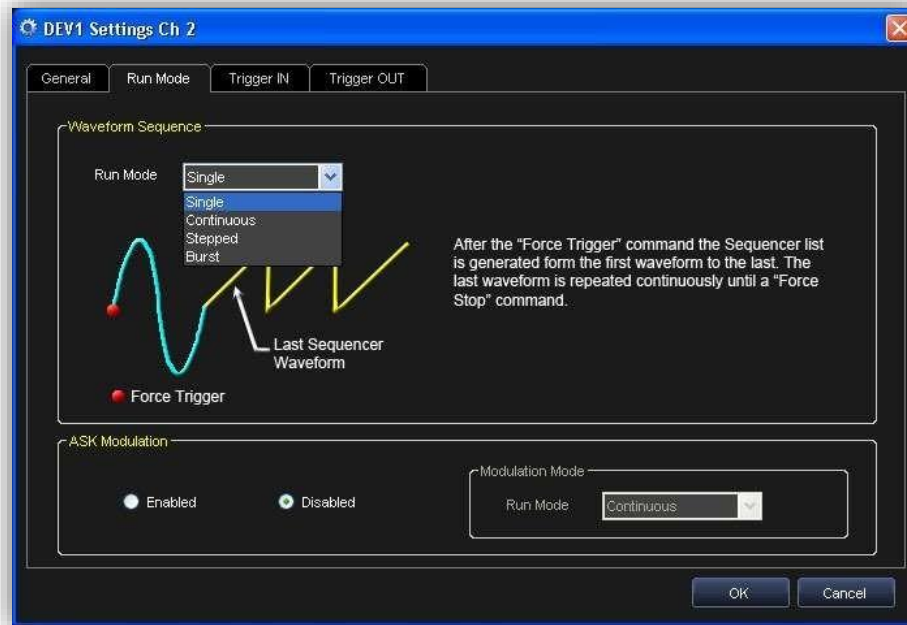 DEV1 Settings Ch 2
General
Run Mode
Trigger IN
Trigger OUT
Waveform Sequence
Run Mode
Single
Single
Continuous
Stepped
Burst
After the "Force Trigger" command the Sequencer list
is generated form the first waveform to the last. The
last waveform is repeated continuously until a "Force
Stop" command.
Last Sequencer
Waveform
Force Trigger
ASK Modulation
Enabled
Disabled
Modulation Mode
Run Mode
Continuous
OK
Cancel